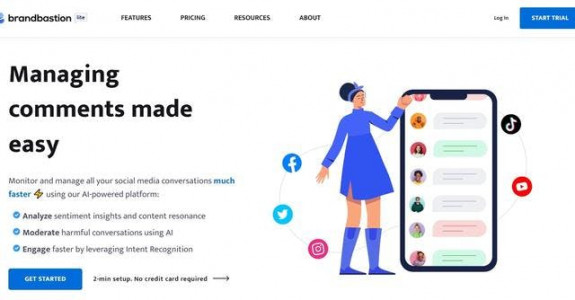 brandbastion lite
FEATURES
PRICING
RESOURCES
ABOUT
Log In
START TRIAL
Managing
comments made
easy
Monitor and manage all your social media conversations much
faster ⚡ using our AI-powered platform:
Analyze sentiment insights and content resonance
Moderate harmful conversations using AI
Engage faster by leveraging Intent Recognition
GET STARTED
2-min setup. No credit card required